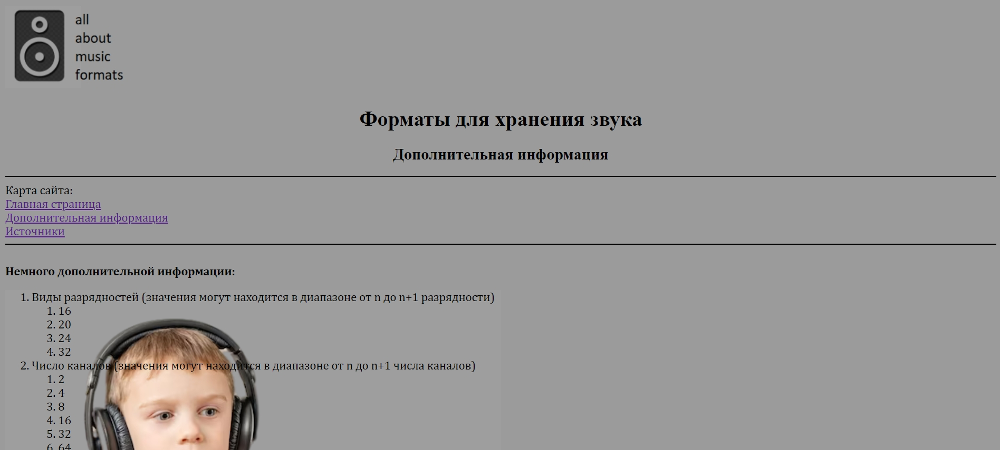 all
about
music
formats
Форматы для хранения звука
Дополнительная информация
Карта сайта:
Главная страница
Дополнительная информация
Источники
Немного дополнительной информации:
1. Виды разрядностей (значения могут находится в диапазоне от n до n+1 разрядности)
1. 16
2. 20
3. 24
4. 32
2. Число каналов (значения могут находится в диапазоне от n до n+1 числа каналов)
1. 2
2. 4
3. 8
4. 16
5. 32
6. 64